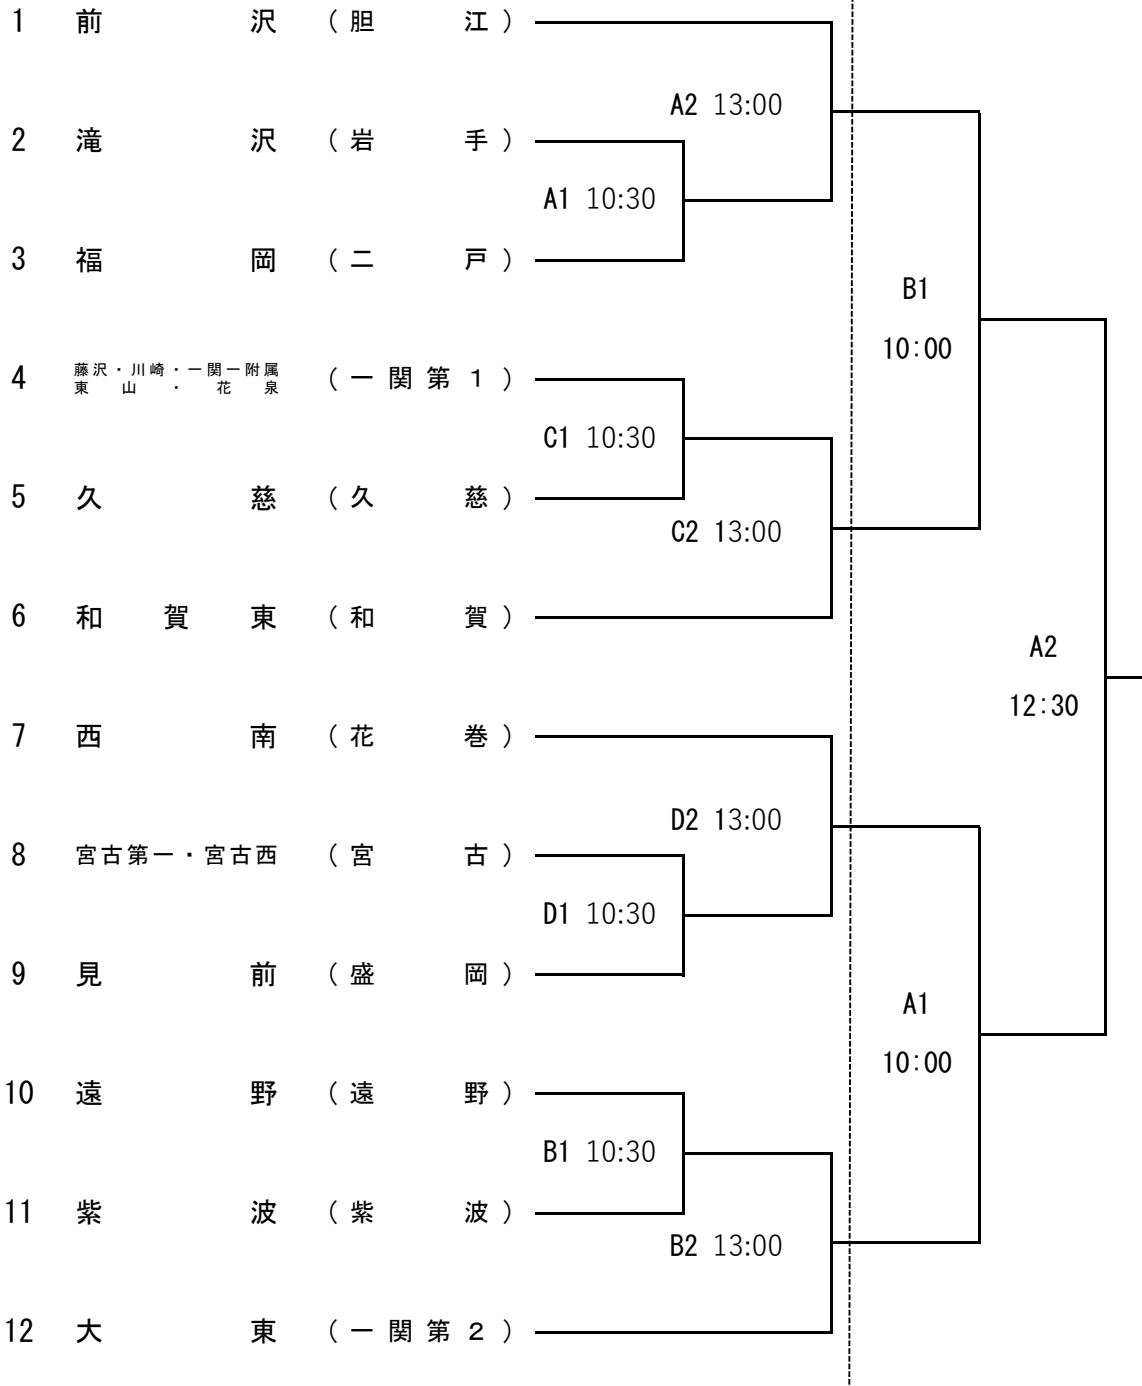 1 前沢 (胆江)
A2 13:00
2 滝沢 (岩手)
A1 10:30
3 福岡 (二戸)
B1
10:00
4 藤沢・川崎・一関一附属
東山・花泉 (一関第1)
C1 10:30
5 久慈 (久慈)
C2 13:00
6 和賀東 (和賀)
A2
12:30
7 西南 (花巻)
D2 13:00
8 宮古第一・宮古西 (宮古)
D1 10:30
9 見前 (盛岡)
A1
10:00
10 遠野 (遠野)
B1 10:30
11 紫波 (紫波)
B2 13:00
12 大東 (一関第2)